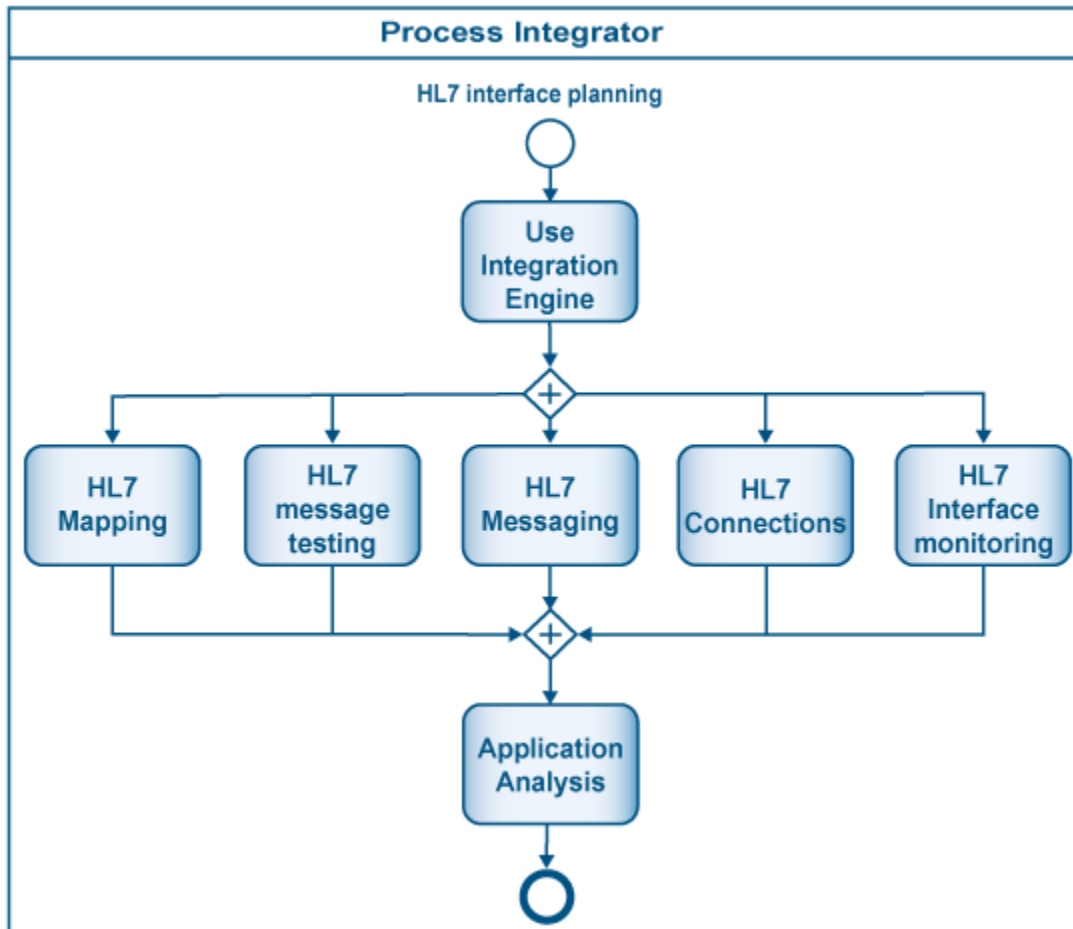 Process Integrator
HL7 interface planning
Use
Integration
Engine
HL7
Mapping
HL7
message
testing
HL7
Messaging
HL7
Connections
HL7
Interface
monitoring
Application
Analysis